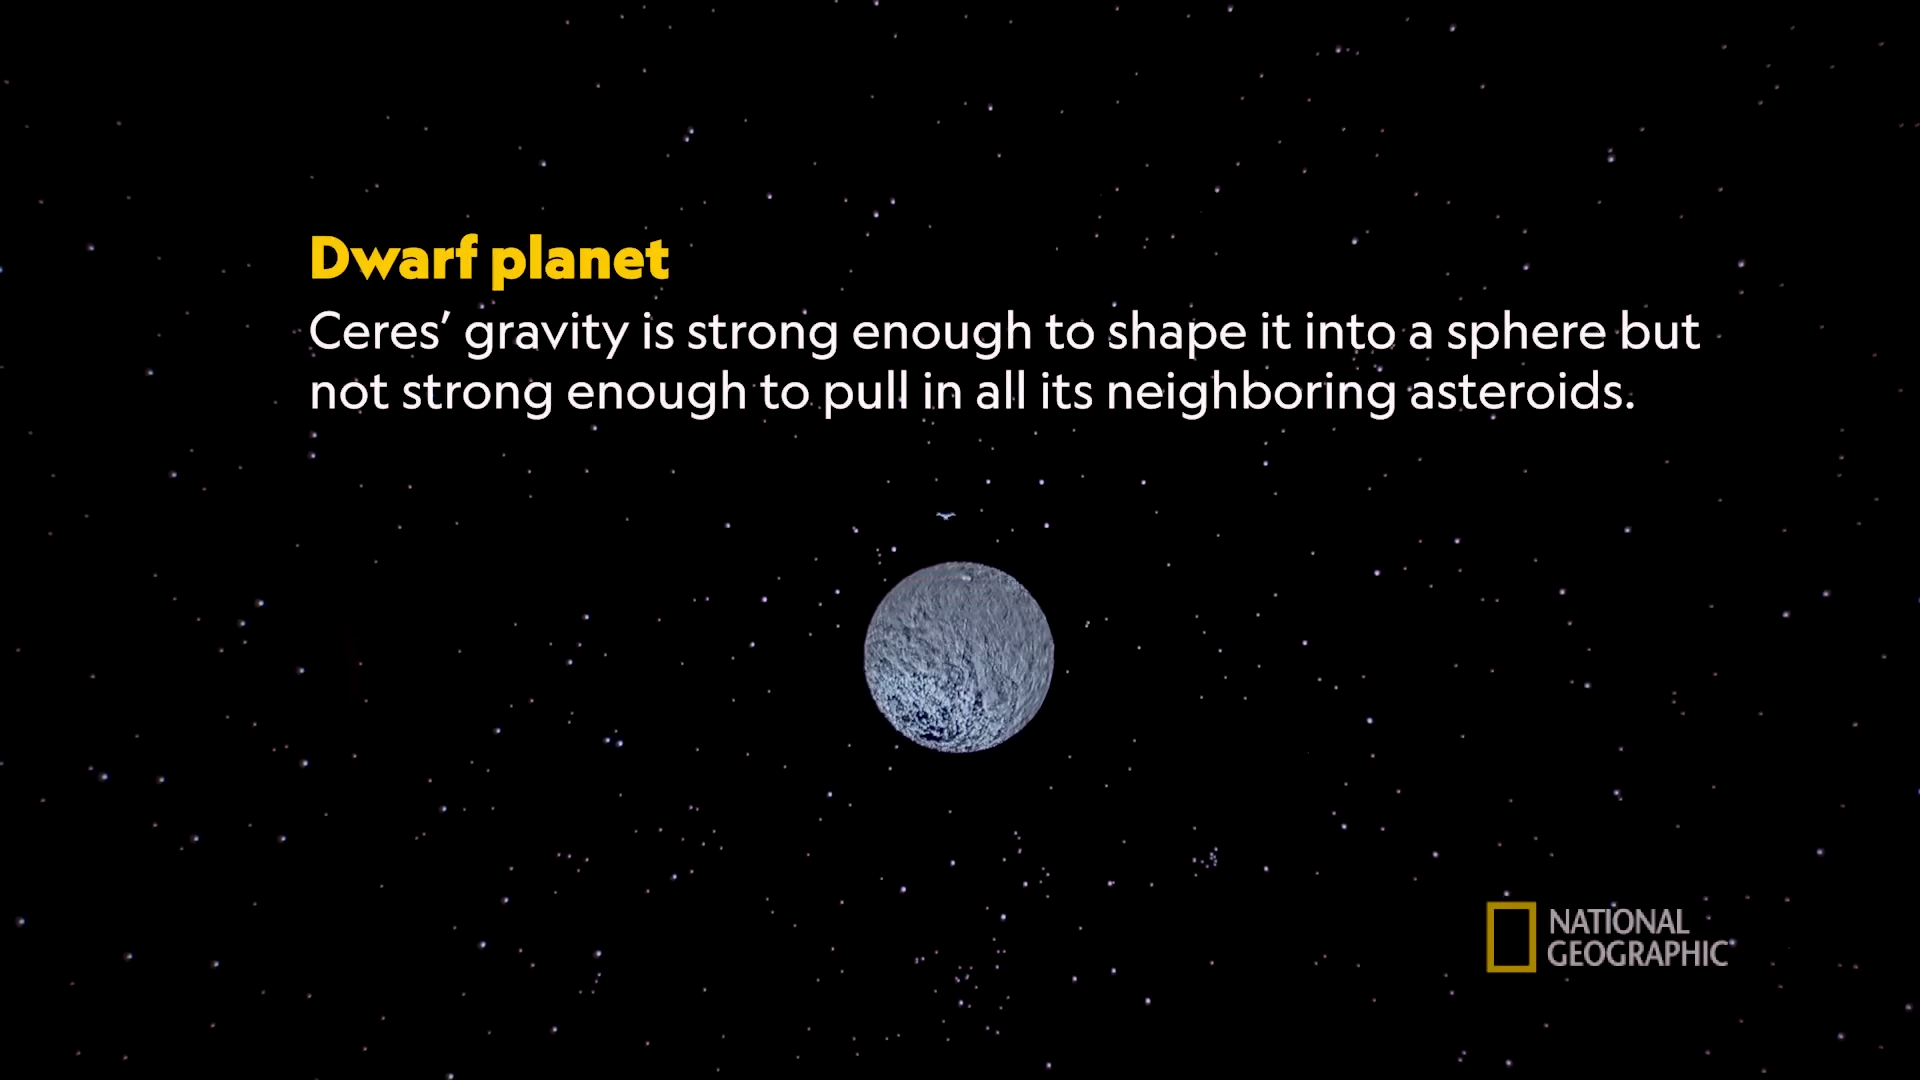 Dwarf planet
Ceres’ gravity is strong enough to shape it into a sphere but
not strong enough to pull in all its neighboring asteroids.
NATIONAL
GEOGRAPHIC